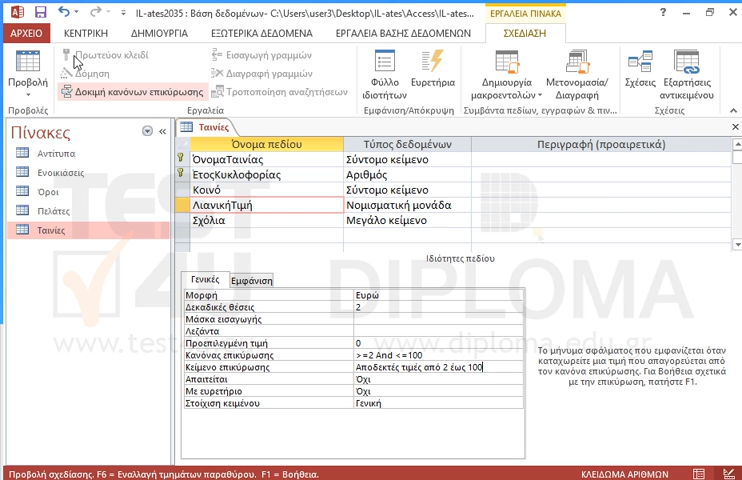 IL-ates2035 : Βάση δεδομένων- C:\Users\user3\Desktop\IL-ates\Access\IL-ates...
ΕΡΓΑΛΕΙΑ ΠΙΝΑΚΑ
ΑΡΧΕΙΟ ΚΕΝΤΡΙΚΗ ΔΗΜΙΟΥΡΓΙΑ ΕΞΩΤΕΡΙΚΑ ΔΕΔΟΜΕΝΑ ΕΡΓΑΛΕΙΑ ΒΑΣΗΣ ΔΕΔΟΜΕΝΩΝ ΣΧΕΔΙΑΣΗ
Προβολή
Πρωτεύον κλειδί
Δόμηση
Δοκιμή κανόνων επικύρωσης
Εισαγωγή γραμμών
Διαγραφή γραμμών
Τροποποίηση αναζητήσεων
Φύλλο ιδιοτήτων
Ευρετήρια
Δημιουργία μακροεντολών
Μετονομασία/ Διαγραφή
Σχέσεις
Εξαρτήσεις αντικειμένου
Προβολές Εργαλεία Εμφάνιση/Απόκρυψη Συμβάντα πεδίων, εγγραφών & πιν... Σχέσεις
Πίνακες
Αντίτυπα
Ενοικιάσεις
Όροι
Πελάτες
Ταινίες
Ταινίες
Όνομα πεδίου Τύπος δεδομένων Περιγραφή (προαιρετικά)
ΌνομαΤαινίας Σύντομο κείμενο
ΕτοςΚυκλοφορίας Αριθμός
Κοινό Σύντομο κείμενο
ΛιανικήΤιμή Νομισματική μονάδα
Σχόλια Μεγάλο κείμενο
Ιδιότητες πεδίου
Γενικές Εμφάνιση
Μορφή Ευρώ
Δεκαδικές θέσεις 2
Μάσκα εισαγωγής
Λεζάντα
Προεπιλεγμένη τιμή 0
Κανόνας επικύρωσης >=2 And <=100
Κείμενο επικύρωσης Αποδεκτές τιμές από 2 έως 100
Απαιτείται Όχι
Με ευρετήριο Όχι
Στοίχιση κειμένου Γενική
Το μήνυμα σφάλματος που εμφανίζεται όταν
καταχωρείτε μια τιμή που απαγορεύεται από
τον κανόνα επικύρωσης. Για Βοήθεια σχετικά
με την επικύρωση, πατήστε F1.
TEST4U DIPLOMA
www.diploma.edu.gr
Προβολή σχεδίασης. F6 = Εναλλαγή τμημάτων παραθύρου. F1 = Βοήθεια. ΚΛΕΙΔΩΜΑ ΑΡΙΘΜΩΝ